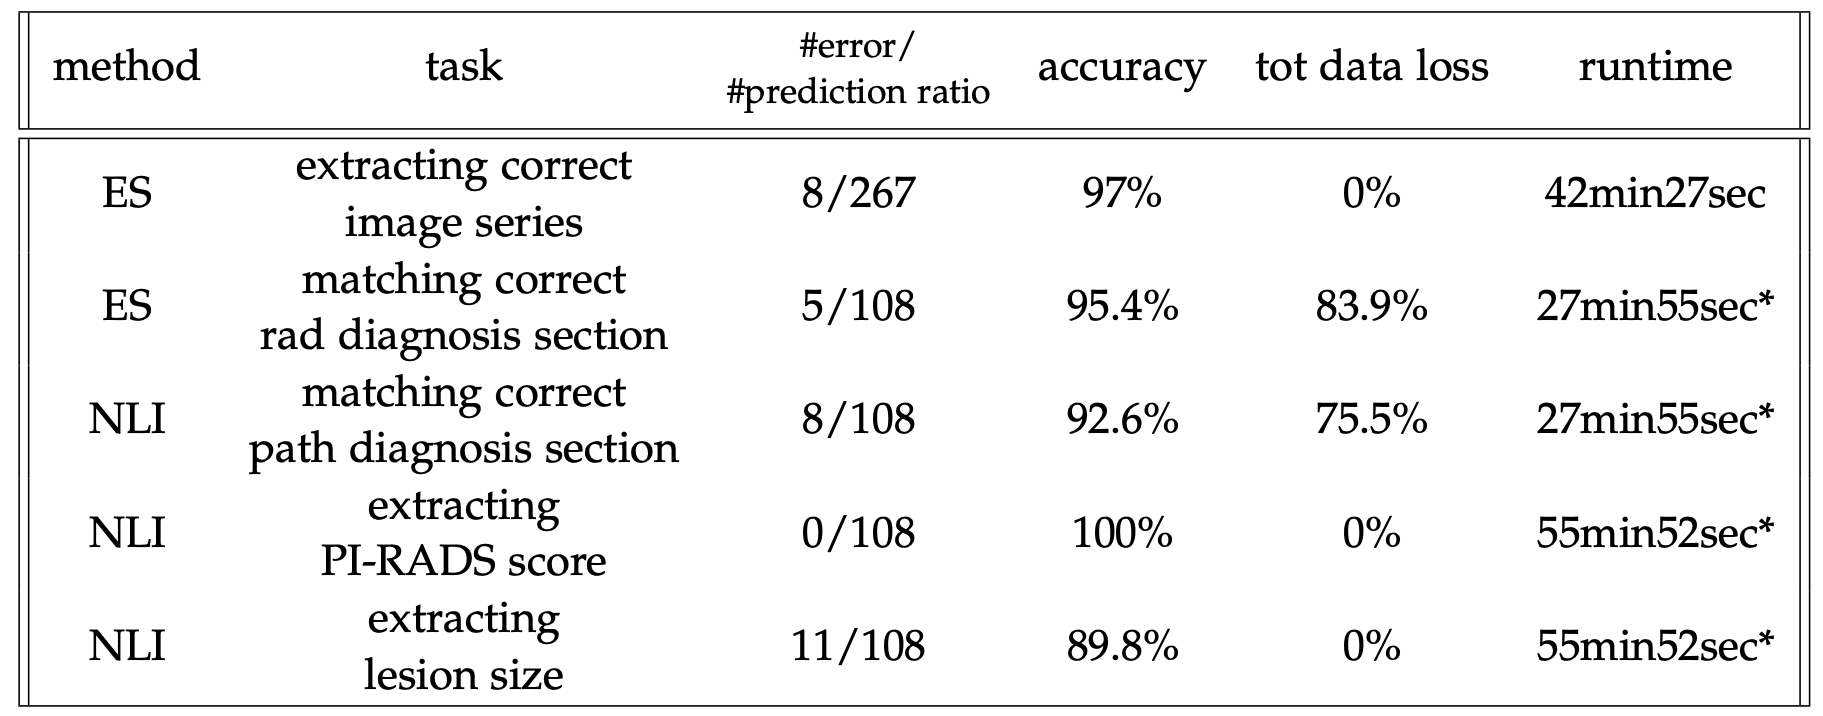 method task #error/ #prediction ratio accuracy tot data loss runtime
ES extracting correct image series 8/267 97% 0% 42min27sec
ES matching correct rad diagnosis section 5/108 95.4% 83.9% 27min55sec*
NLI matching correct path diagnosis section 8/108 92.6% 75.5% 27min55sec*
NLI extracting PI-RADS score 0/108 100% 0% 55min52sec*
NLI extracting lesion size 11/108 89.8% 0% 55min52sec*